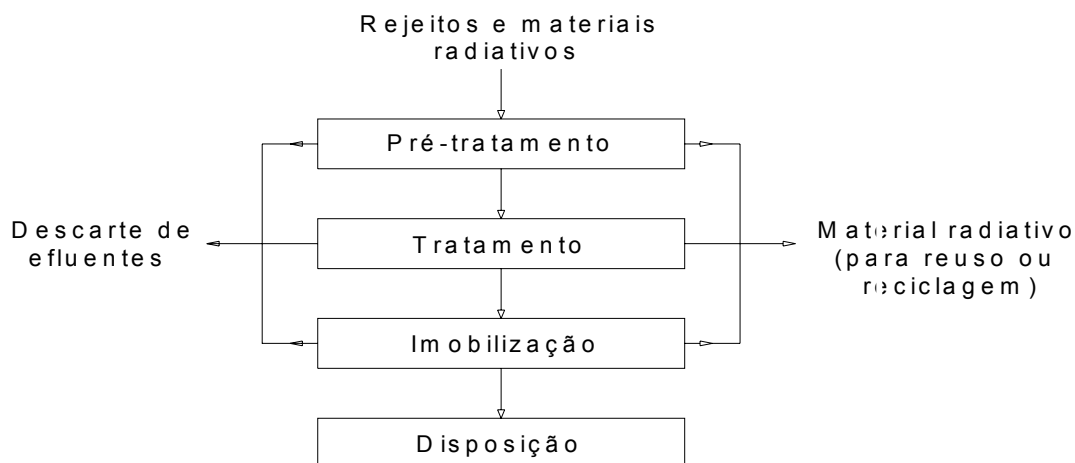 Rejeitos e materiais
radiativos
Pré-tratamento
Descarte de
efluentes
Tratamento
Material radiativo
(para reuso ou
reciclagem)
Imobilização
Disposição